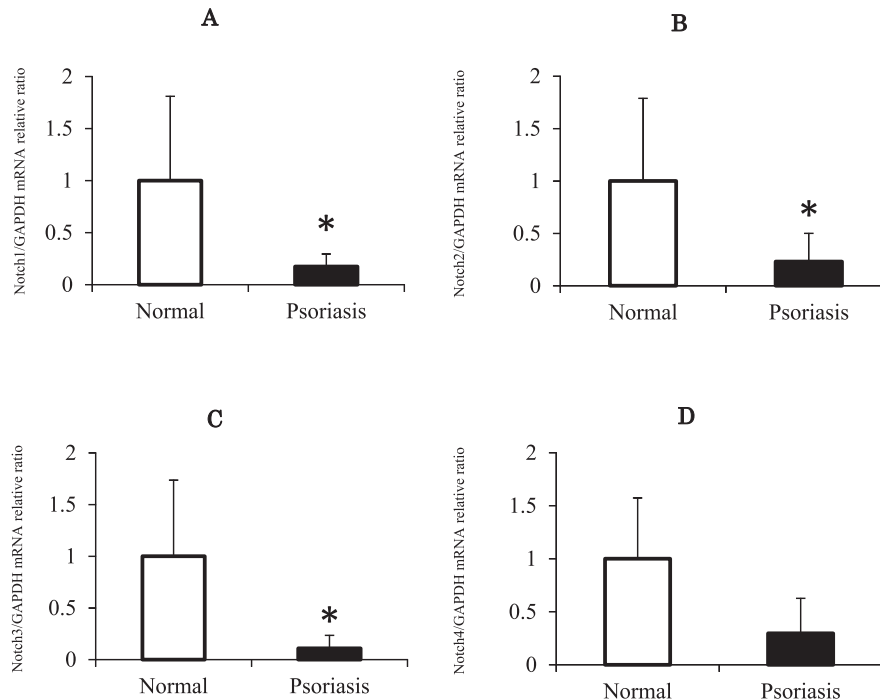 A
Notch1/GAPDH mRNA relative ratio
2
1.5
1
0.5
0
*
Normal
Psoriasis
B
Notch2/GAPDH mRNA relative ratio
2
1.5
1
0.5
0
*
Normal
Psoriasis
C
Notch3/GAPDH mRNA relative ratio
2
1.5
1
0.5
0
*
Normal
Psoriasis
D
Notch4/GAPDH mRNA relative ratio
2
1.5
1
0.5
0
Normal
Psoriasis